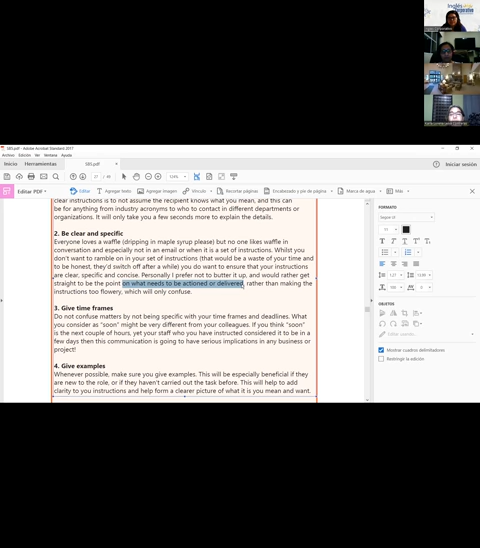 Inglés
Corporativo
SBS.pdf - Adobe Acrobat Standard 2017
Archivo Edición Ver Ventana Ayuda
Inicio Herramientas SBS.pdf × Iniciar sesión
124%
Editar PDF Editar Agregar texto Agregar imagen Vínculo Recortar páginas Encabezado y pie de página Marca de agua Más
clear instructions is to not assume the recipient knows what you mean, and this can
be for anything from industry acronyms to who to contact in different departments or
organizations. It will only take you a few seconds more to explain the details.
2. Be clear and specific
Everyone loves a waffle (dripping in maple syrup please) but no one likes waffle in
conversation and especially not in an email or when it is a set of instructions. Whilst you
don't want to ramble on in your set of instructions (that would be a waste of your time and
to be honest, they'd switch off after a while) you do want to ensure that your instructions
are clear, specific and concise. Personally I prefer not to butter it up, and would rather get
straight to be the point on what needs to be actioned or delivered, rather than making the
instructions too flowery, which will only confuse.
3. Give time frames
Do not confuse matters by not being specific with your time frames and deadlines. What
you consider as "soon" might be very different from your colleagues. If you think "soon"
is the next couple of hours, yet your staff who you have instructed considered it to be in a
few days then this communication is going to have serious implications in any business or
project!
4. Give examples
Whenever possible, make sure you give examples. This will be especially beneficial if they
are new to the role, or if they haven't carried out the task before. This will help to add
clarity to you instructions and help form a clearer picture of what it is you mean and want.
FORMATO
OBJETOS
Mostrar cuadros delimitadores
Restringir la edición